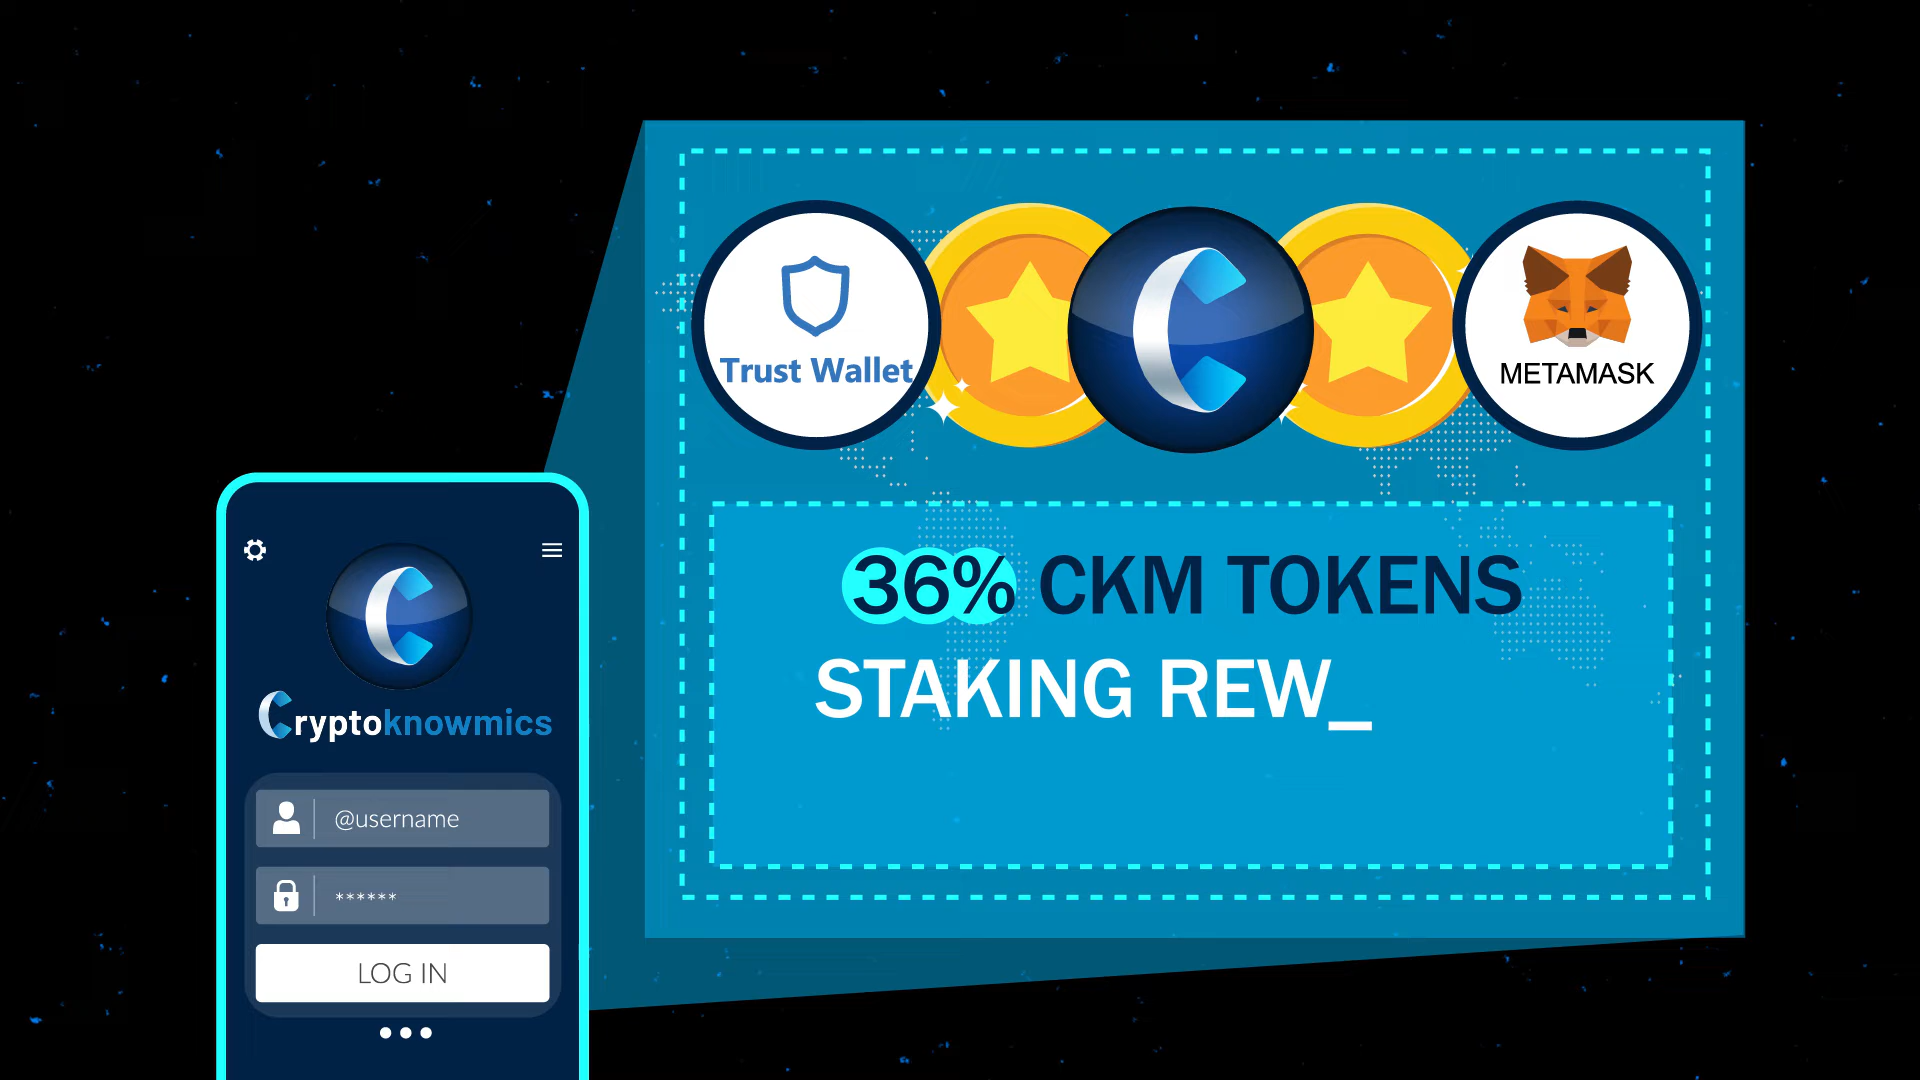 Trust Wallet
METAMASK
36% CKM TOKENS
STAKING REW_
Cryptoknowmics
@username
******
LOG IN